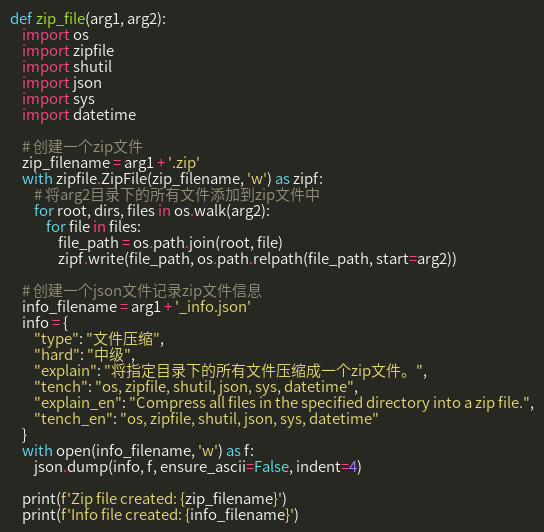 def zip_file(arg1, arg2):
    import os
    import zipfile
    import shutil
    import json
    import sys
    import datetime

    # 创建一个zip文件
    zip_filename = arg1 + '.zip'
    with zipfile.ZipFile(zip_filename, 'w') as zipf:
        # 将arg2目录下的所有文件添加到zip文件中
        for root, dirs, files in os.walk(arg2):
            for file in files:
                file_path = os.path.join(root, file)
                zipf.write(file_path, os.path.relpath(file_path, start=arg2))

    # 创建一个json文件记录zip文件信息
    info_filename = arg1 + '_info.json'
    info = {
        "type": "文件压缩",
        "hard": "中级",
        "explain": "将指定目录下的所有文件压缩成一个zip文件。",
        "tench": "os, zipfile, shutil, json, sys, datetime",
        "explain_en": "Compress all files in the specified directory into a zip file.",
        "tench_en": "os, zipfile, shutil, json, sys, datetime"
    }
    with open(info_filename, 'w') as f:
        json.dump(info, f, ensure_ascii=False, indent=4)

    print(f'Zip file created: {zip_filename}')
    print(f'Info file created: {info_filename}')